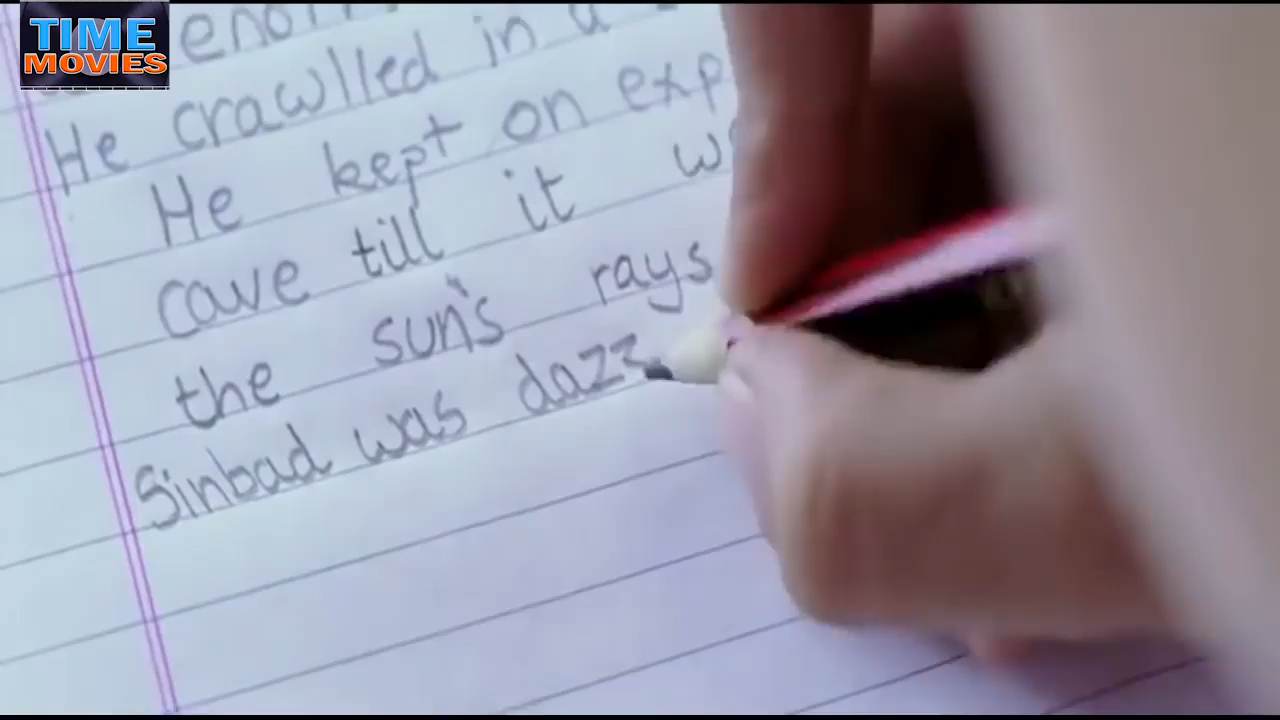 TIME
MOVIES
He crawlled in a
He kept on exp
cave till it w
the sun's rays
Sinbad was dazz